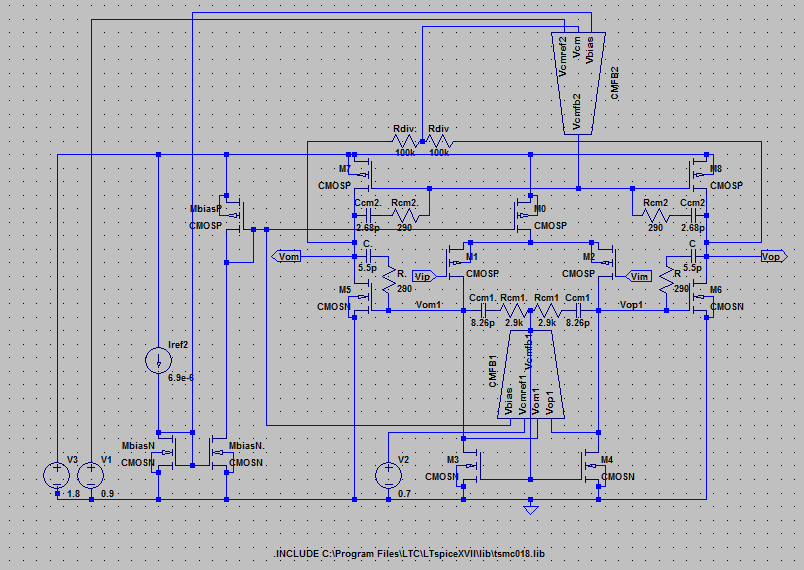 Vcmref2
Vcm
Vbias
CMFB2
Vcmfb2
Rdiv. Rdiv
100k 100k
M7
CMOSP
M8
CMOSP
MbiasP
CMOSP
Ccm2. Rcm2.
2.68p 290
M0
CMOSP
Rcm2 Ccm2
290 2.68p
Vom
C.
5.5p
R.
290
Vip
M1
CMOSP
M2
CMOSP
Vim
C
5.5p
R
290
Vop
M5
CMOSN
Vom1
Ccm1. Rcm1. Rcm1 Ccm1
8.26p 2.9k 2.9k 8.26p
Vop1
M6
CMOSN
Iref2
6.9e-6
CMFB1
Vcmfb1
Vbias
Vcmref1
Vom1
Vop1
MbiasN
CMOSN
MbiasN.
CMOSN
M3
CMOSN
M4
CMOSN
V3
1.8
V1
0.9
V2
0.7
.INCLUDE C:\Program Files\LTC\LTspiceXVII\lib\tsmc018.lib